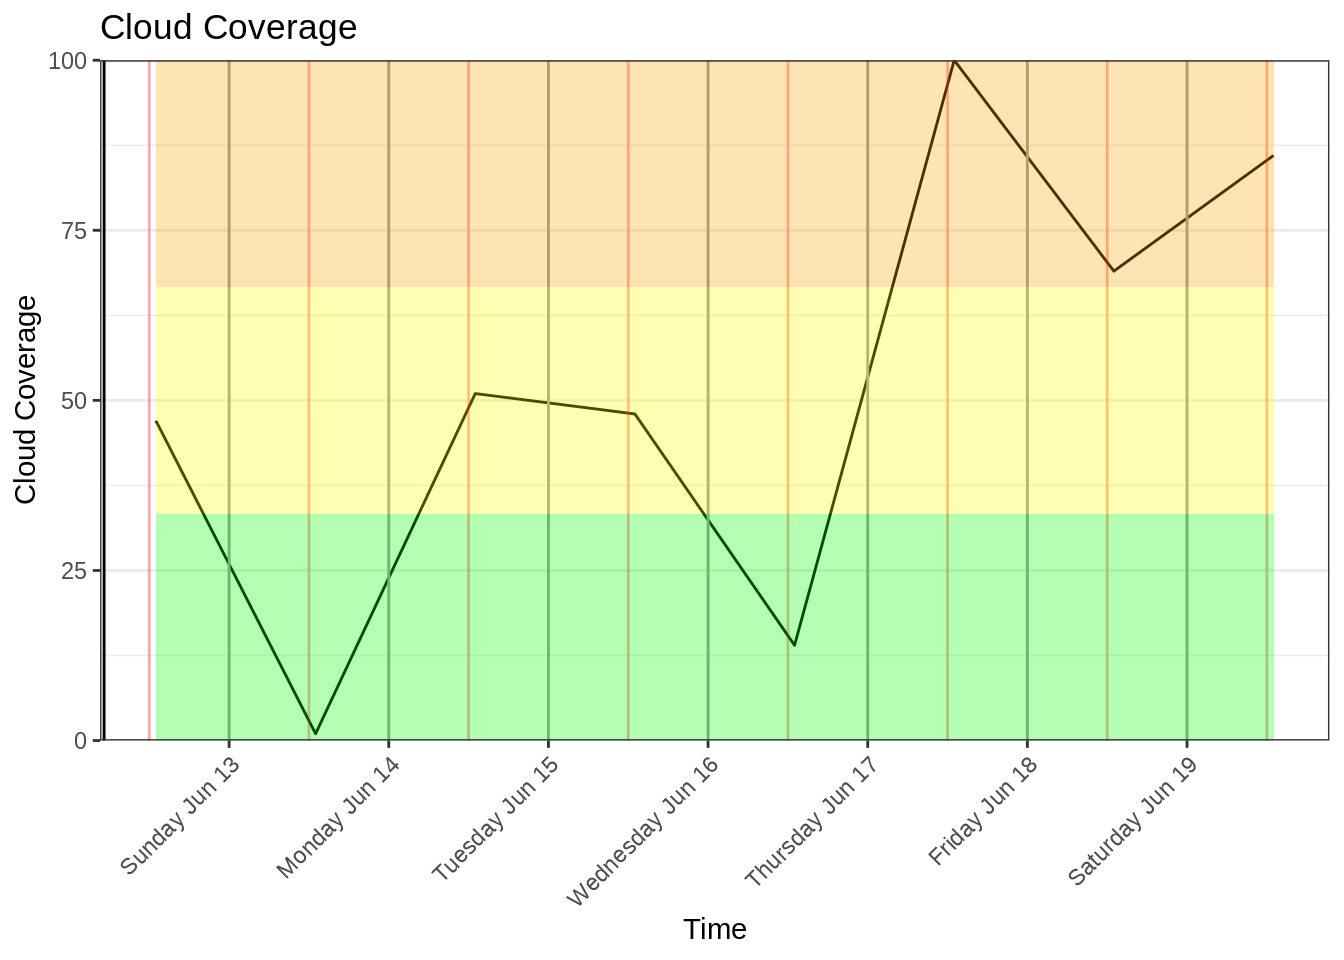 Cloud Coverage
100
75
50
25
0
Cloud Coverage
Sunday Jun 13
Monday Jun 14
Tuesday Jun 15
Wednesday Jun 16
Thursday Jun 17
Friday Jun 18
Saturday Jun 19
Time